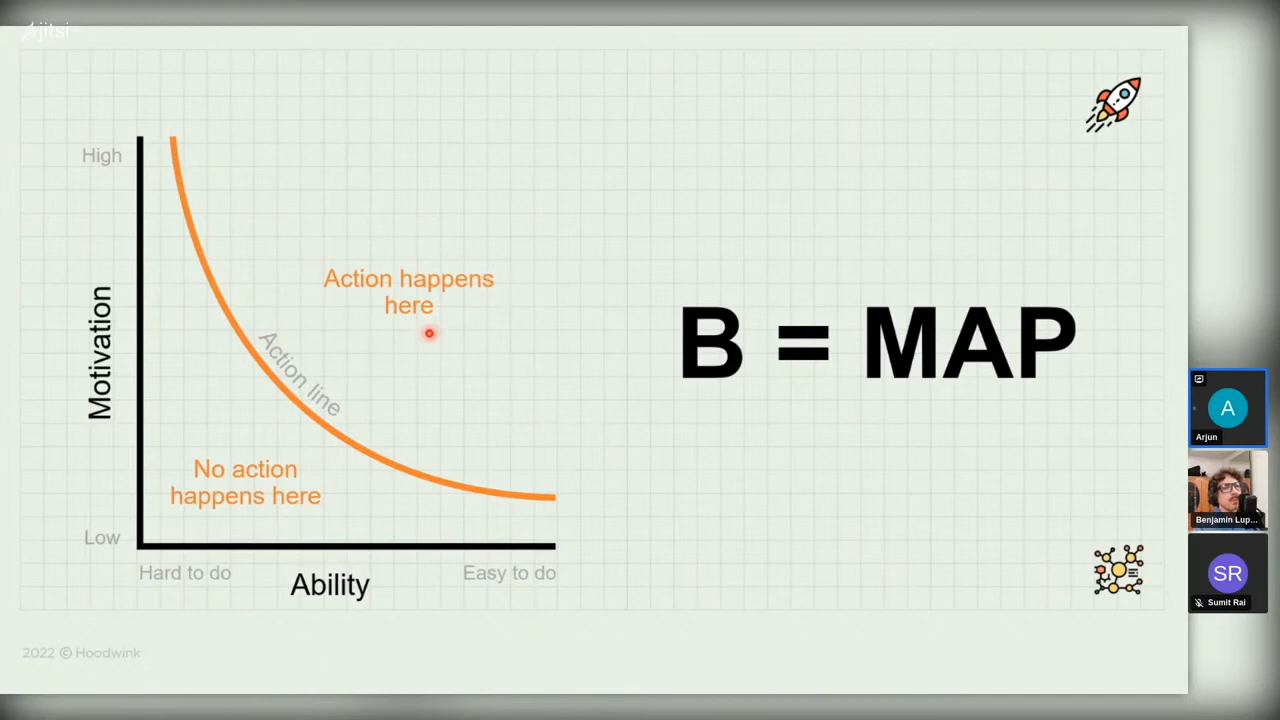 jitsi
High
Action happens
here
Motivation
Action line
B = MAP
No action
happens here
Low
Hard to do
Ability
Easy to do
2022 © Hoodwink
A
Arjun
Benjamin Lup...
SR
Sumit Rai